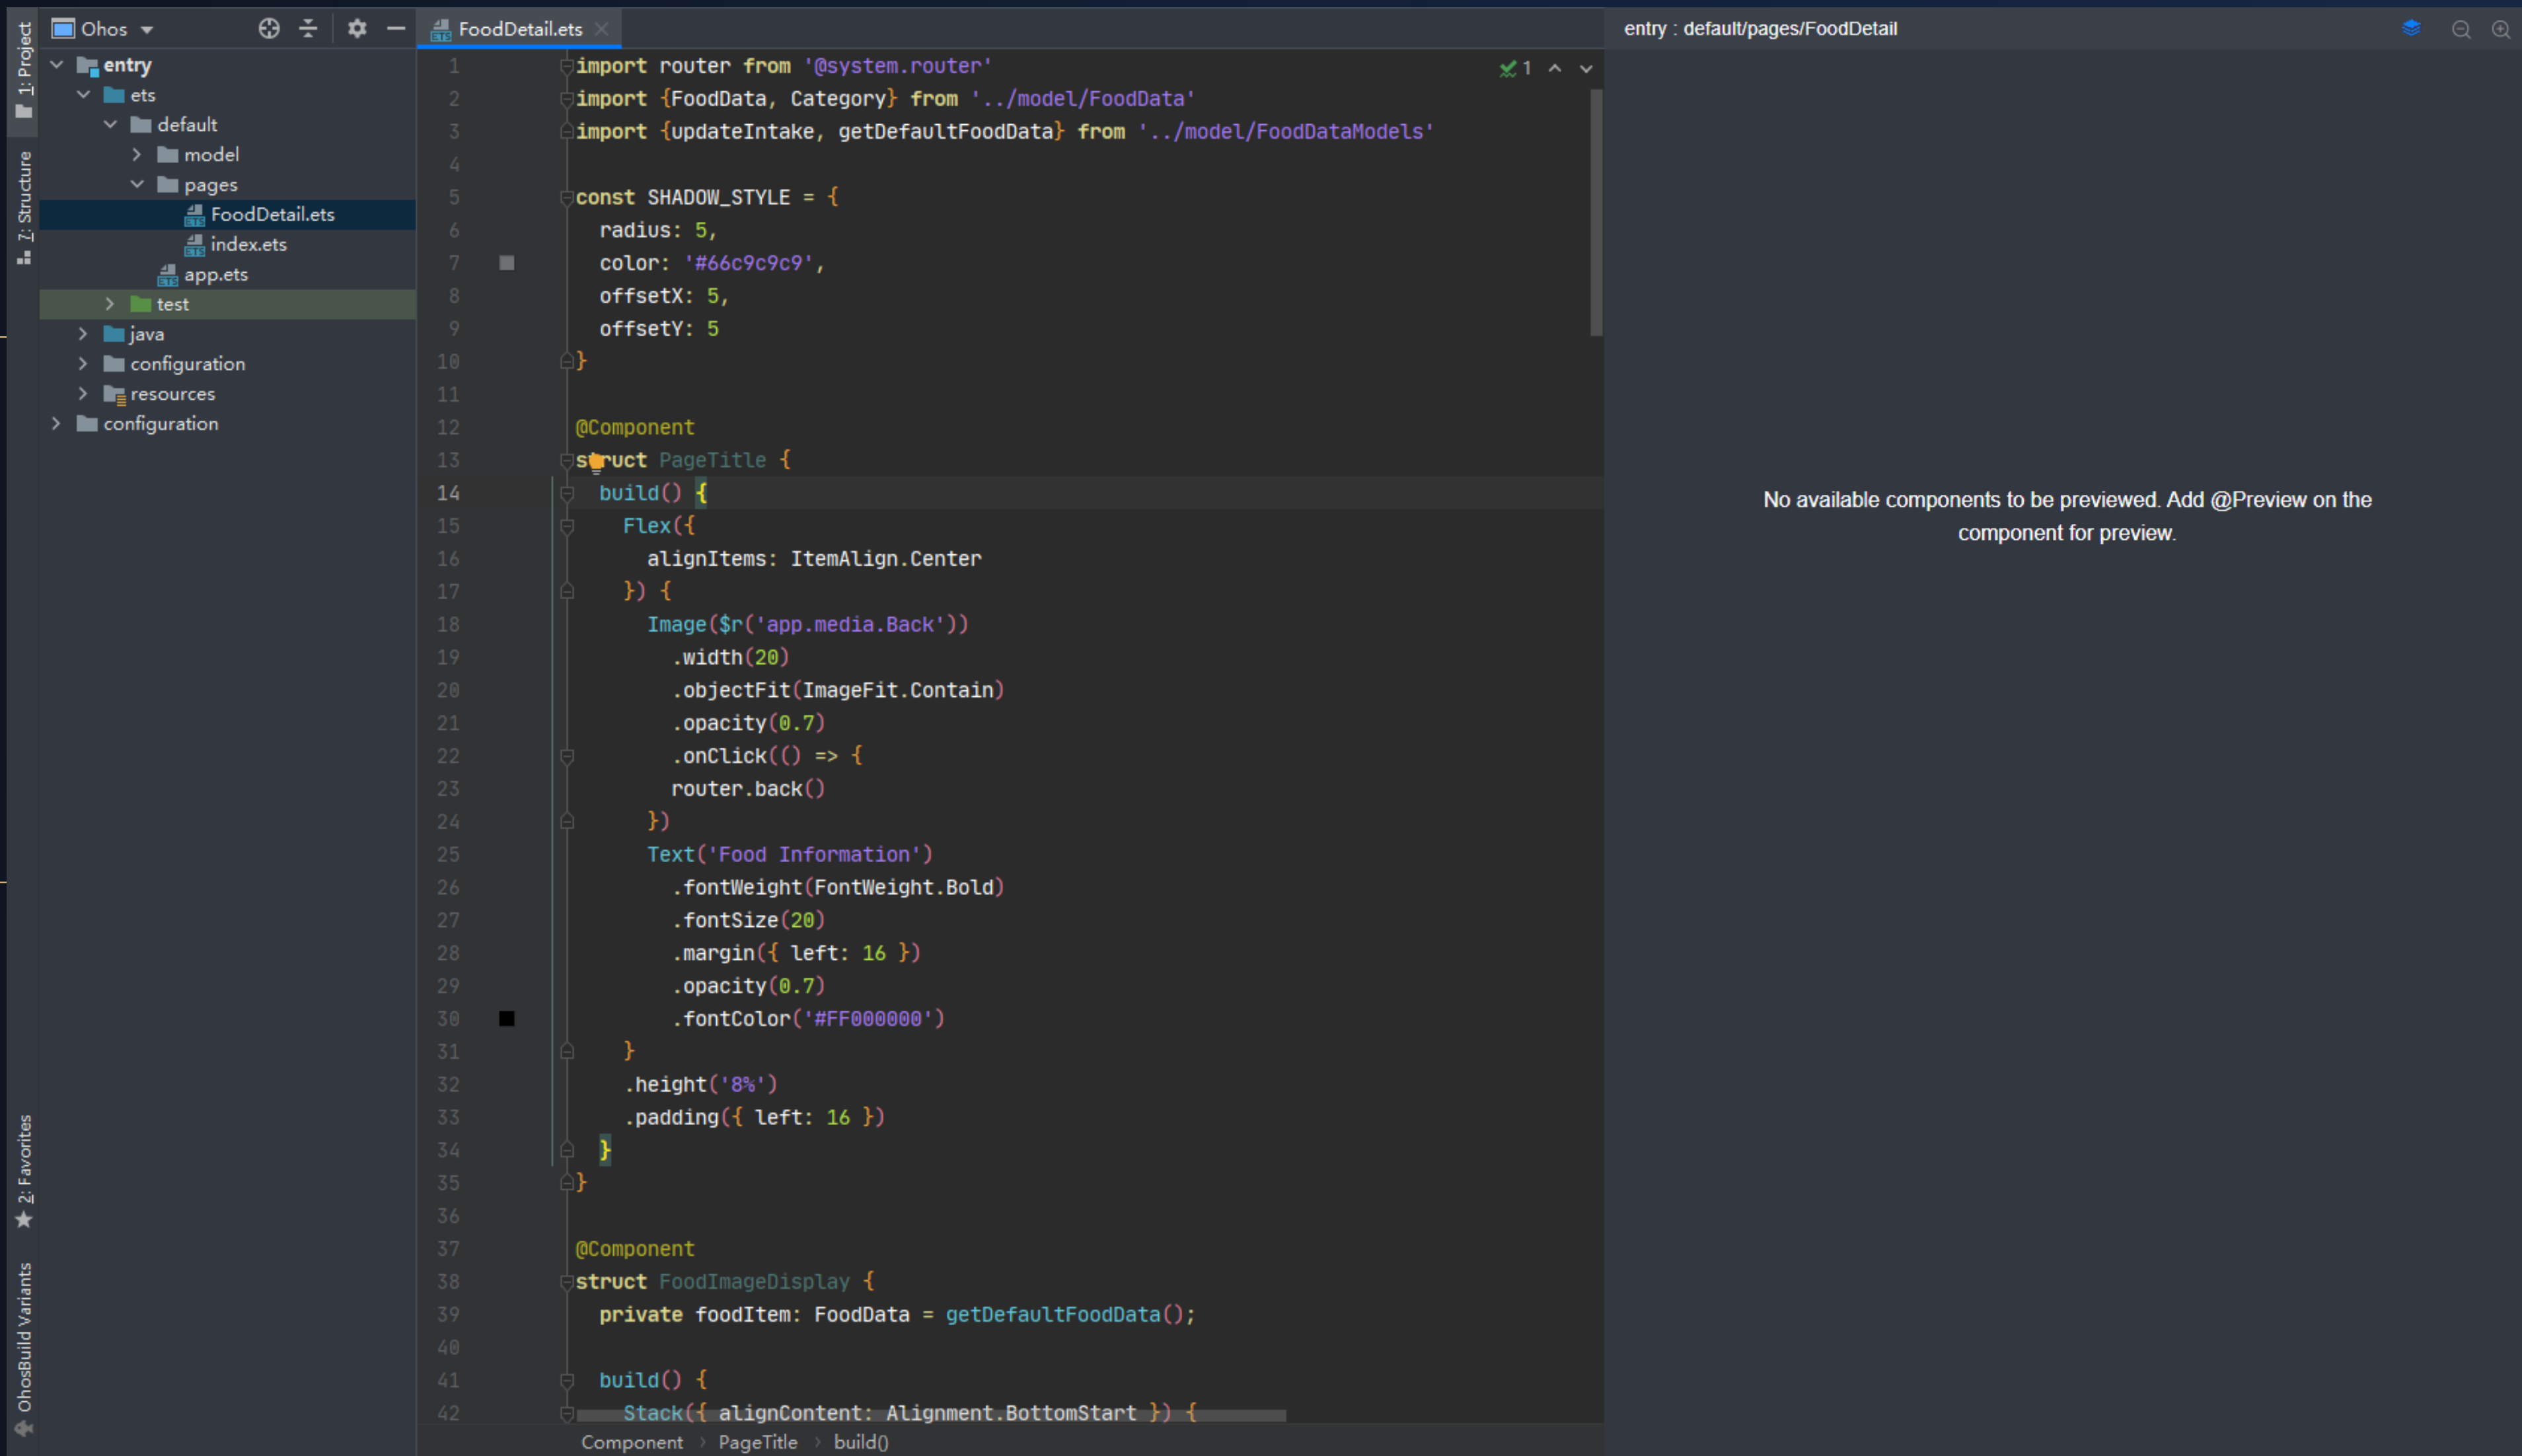 1: Project
7: Structure
2: Favorites
OhosBuild Variants
Ohos
entry
ets
default
model
pages
FoodDetail.ets
index.ets
app.ets
test
java
configuration
resources
configuration
FoodDetail.ets
1
1 import router from '@system.router'
2 import {FoodData, Category} from '../model/FoodData'
3 import {updateIntake, getDefaultFoodData} from '../model/FoodDataModels'
4
5 const SHADOW_STYLE = {
6 radius: 5,
7 color: '#66c9c9c9',
8 offsetX: 5,
9 offsetY: 5
10 }
11
12 @Component
13 struct PageTitle {
14 build() {
15 Flex({
16 alignItems: ItemAlign.Center
17 }) {
18 Image($r('app.media.Back'))
19 .width(20)
20 .objectFit(ImageFit.Contain)
21 .opacity(0.7)
22 .onClick(() => {
23 router.back()
24 })
25 Text('Food Information')
26 .fontWeight(FontWeight.Bold)
27 .fontSize(20)
28 .margin({ left: 16 })
29 .opacity(0.7)
30 .fontColor('#FF000000')
31 }
32 .height('8%')
33 .padding({ left: 16 })
34 }
35 }
36
37 @Component
38 struct FoodImageDisplay {
39 private foodItem: FoodData = getDefaultFoodData();
40
41 build() {
42 Stack({ alignContent: Alignment.BottomStart }) {
Component > PageTitle > build()
entry : default/pages/FoodDetail
No available components to be previewed. Add @Preview on the
component for preview.